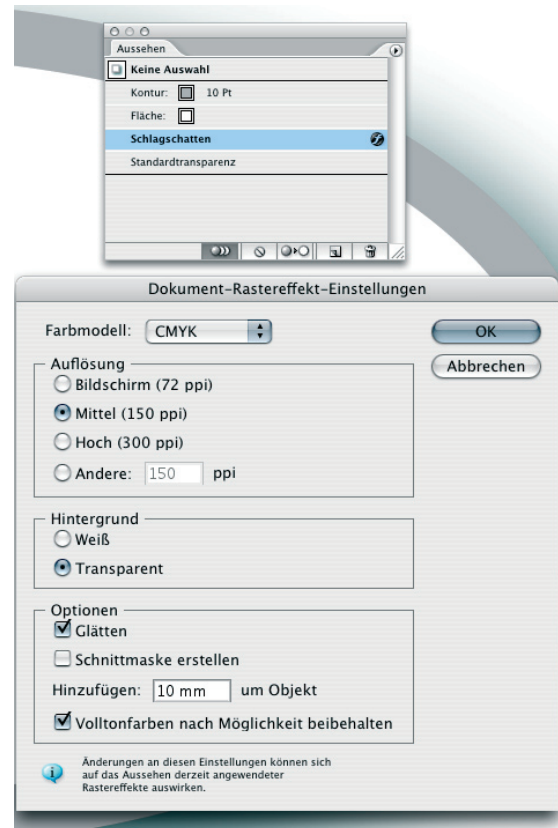 Aussehen
Keine Auswahl
Kontur: 10 Pt
Fläche:
Schlagschatten
Standardtransparenz
Dokument-Rastereffekt-Einstellungen
Farbmodell: CMYK OK
Abbrechen
Auflösung
Bildschirm (72 ppi)
Mittel (150 ppi)
Hoch (300 ppi)
Andere: 150 ppi
Hintergrund
Weiß
Transparent
Optionen
Glätten
Schnittmaske erstellen
Hinzufügen: 10 mm um Objekt
Volltonfarben nach Möglichkeit beibehalten
Änderungen an diesen Einstellungen können sich
auf das Aussehen derzeit angewendeter
Rastereffekte auswirken.